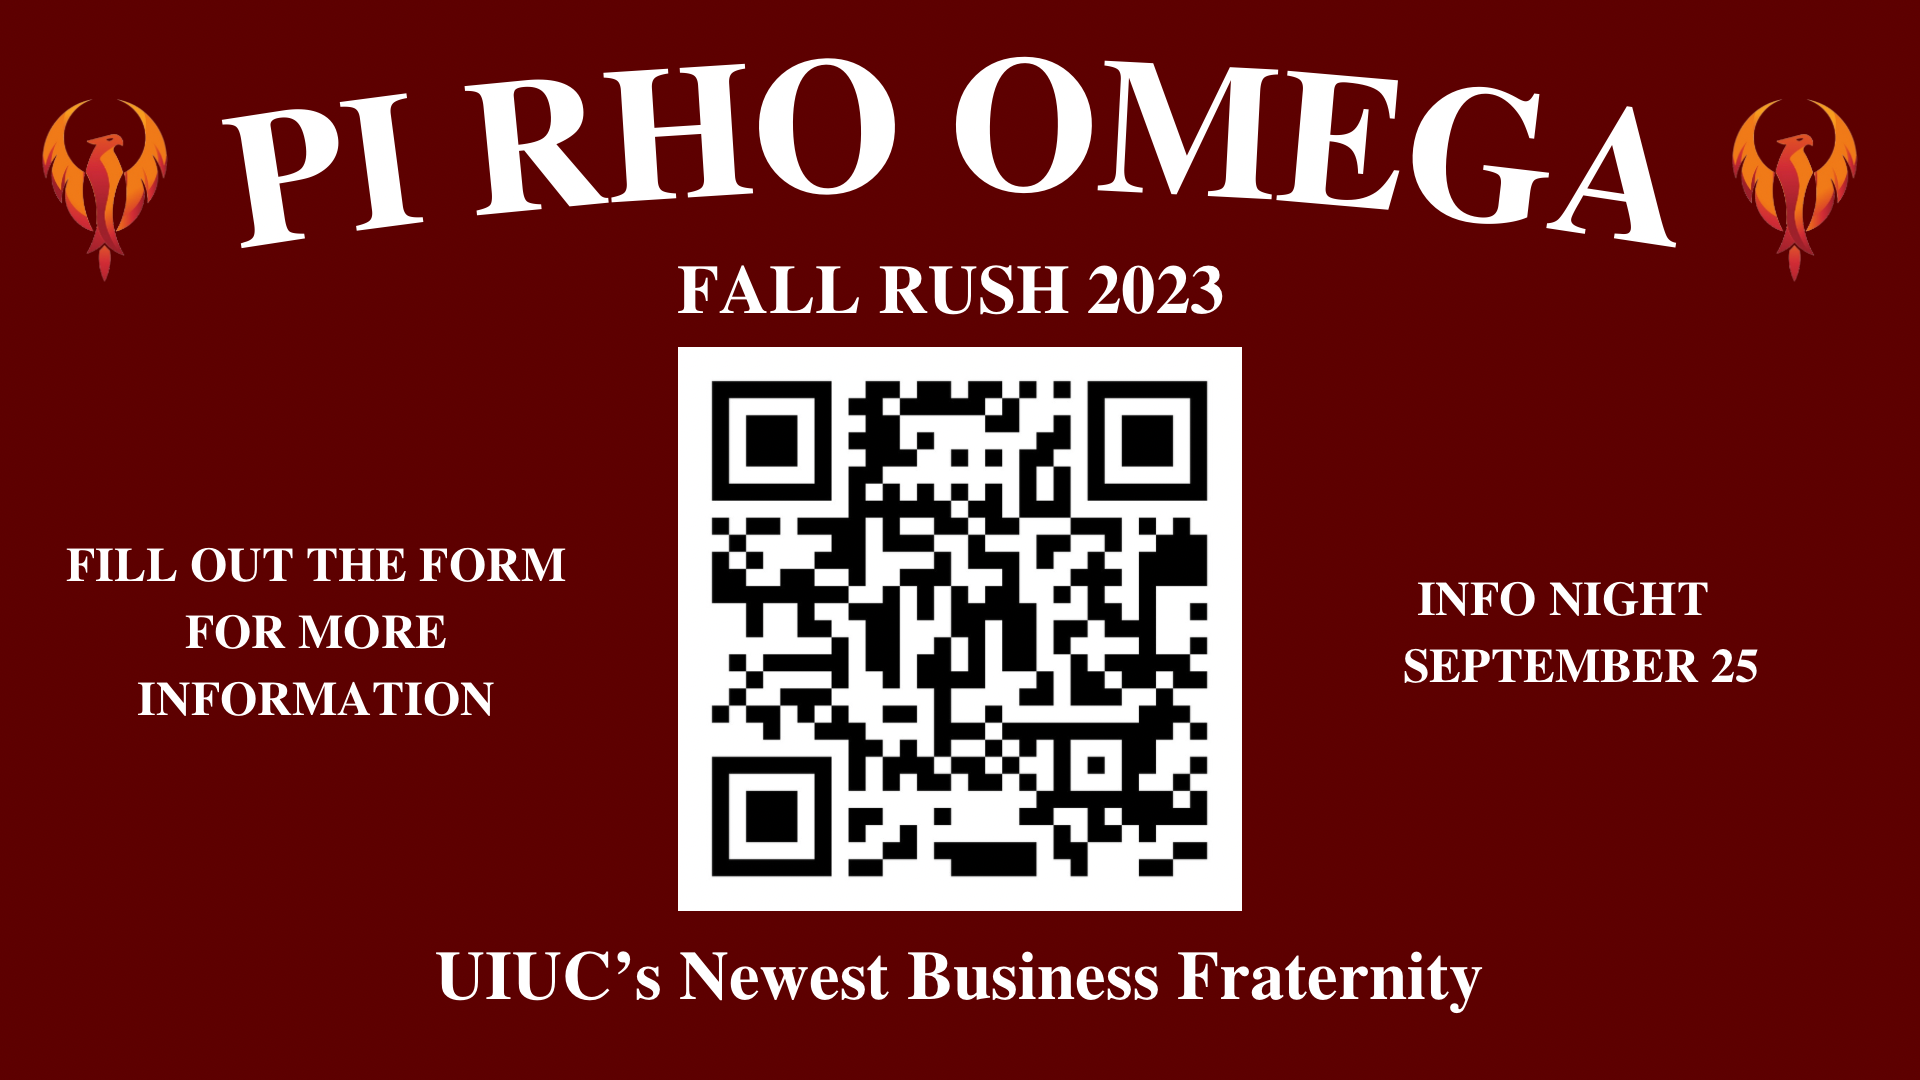 PI RHO OMEGA
FALL RUSH 2023
FILL OUT THE FORM
FOR MORE
INFORMATION
INFO NIGHT
SEPTEMBER 25
UIUC’s Newest Business Fraternity